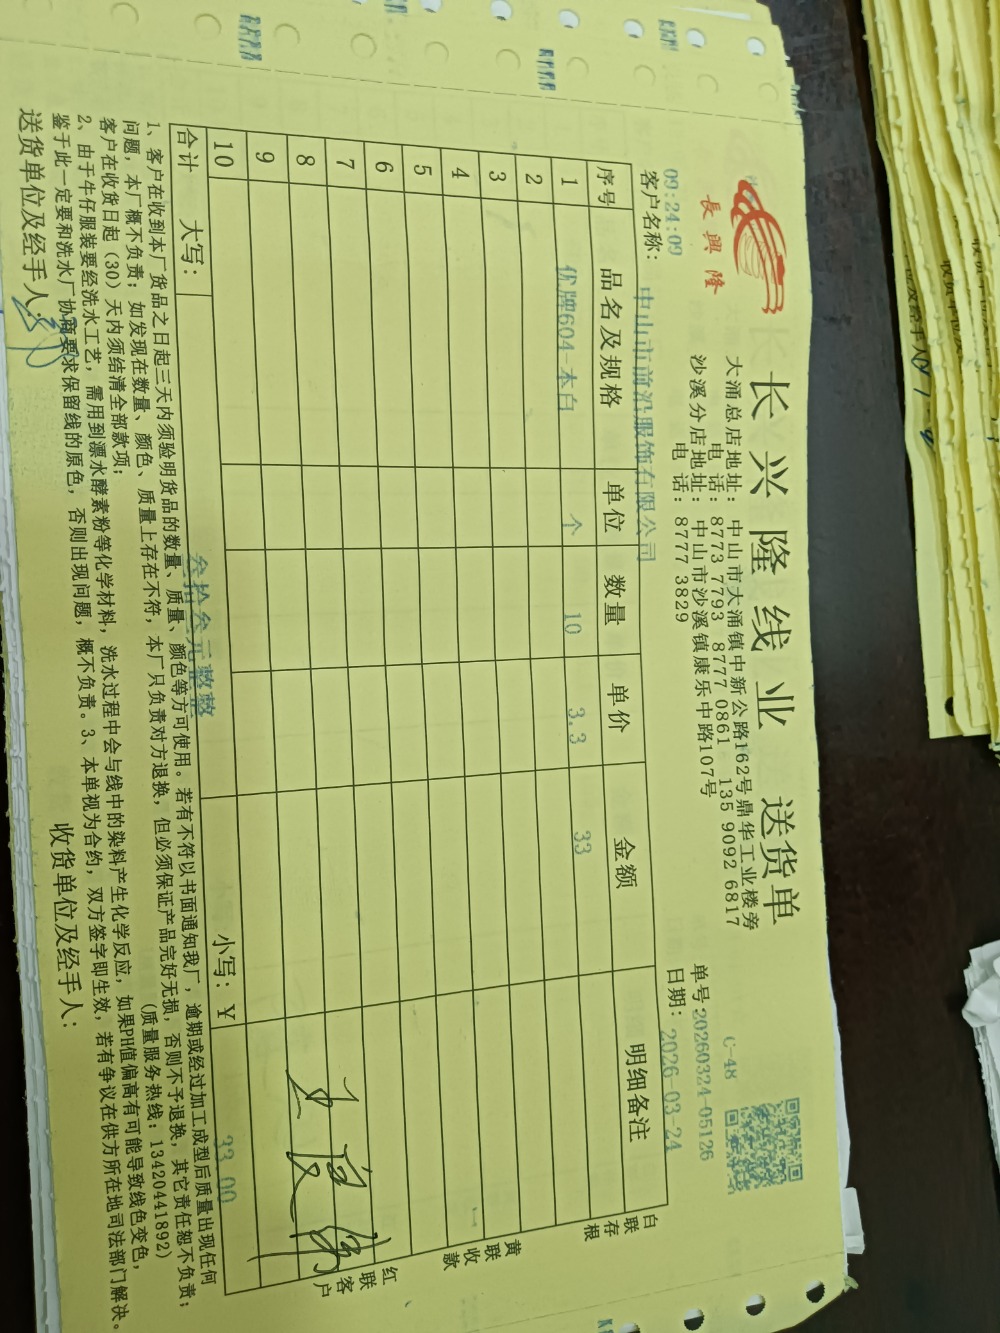 长兴隆线业 送货单
長興隆
大涌总店地址：中山市大涌镇中新公路162号鼎华工业楼旁
电 话：8773 7793 8777 0861 135 9092 6817
沙溪分店地址：中山市沙溪镇康乐中路107号
电 话：8777 3829
C-48
单号20260324-05126
09:24:09
客户名称：中山市前沿服饰有限公司
日期：2026-03-24
序号 品名及规格 单位 数量 单价 金额 明细备注
1 优牌604-本白 个 10 3.3 33
2
3
4
5
6
7
8
9
10
合计 大写：叁拾叁元整整 小写：￥ 33.00
白联存根
黄联收款
红联客户
1、客户在收到本厂货品之日起三天内须验明货品的数量、质量、颜色等方可使用。若有不符以书面通知我厂，逾期或经过加工成型后质量出现任何
问题，本厂概不负责；如发现在数量、颜色、质量上存在不符，本厂只负责对方退换，但必须保证产品完好无损，否则不予退换，其它责任恕不负责；
客户在收货日起（30）天内须结清全部款项； （质量服务热线：13420441892）
2、由于牛仔服装要经洗水工艺，需用到漂水酵素粉等化学材料，洗水过程中会与线中的染料产生化学反应，如果PH值偏高有可能导致线色变色，
鉴于此一定要和洗水厂协商要求保留线的原色，否则出现问题，概不负责。3、本单视为合约，双方签字即生效，若有争议在供方所在地司法部门解决。
送货单位及经手人：
收货单位及经手人：